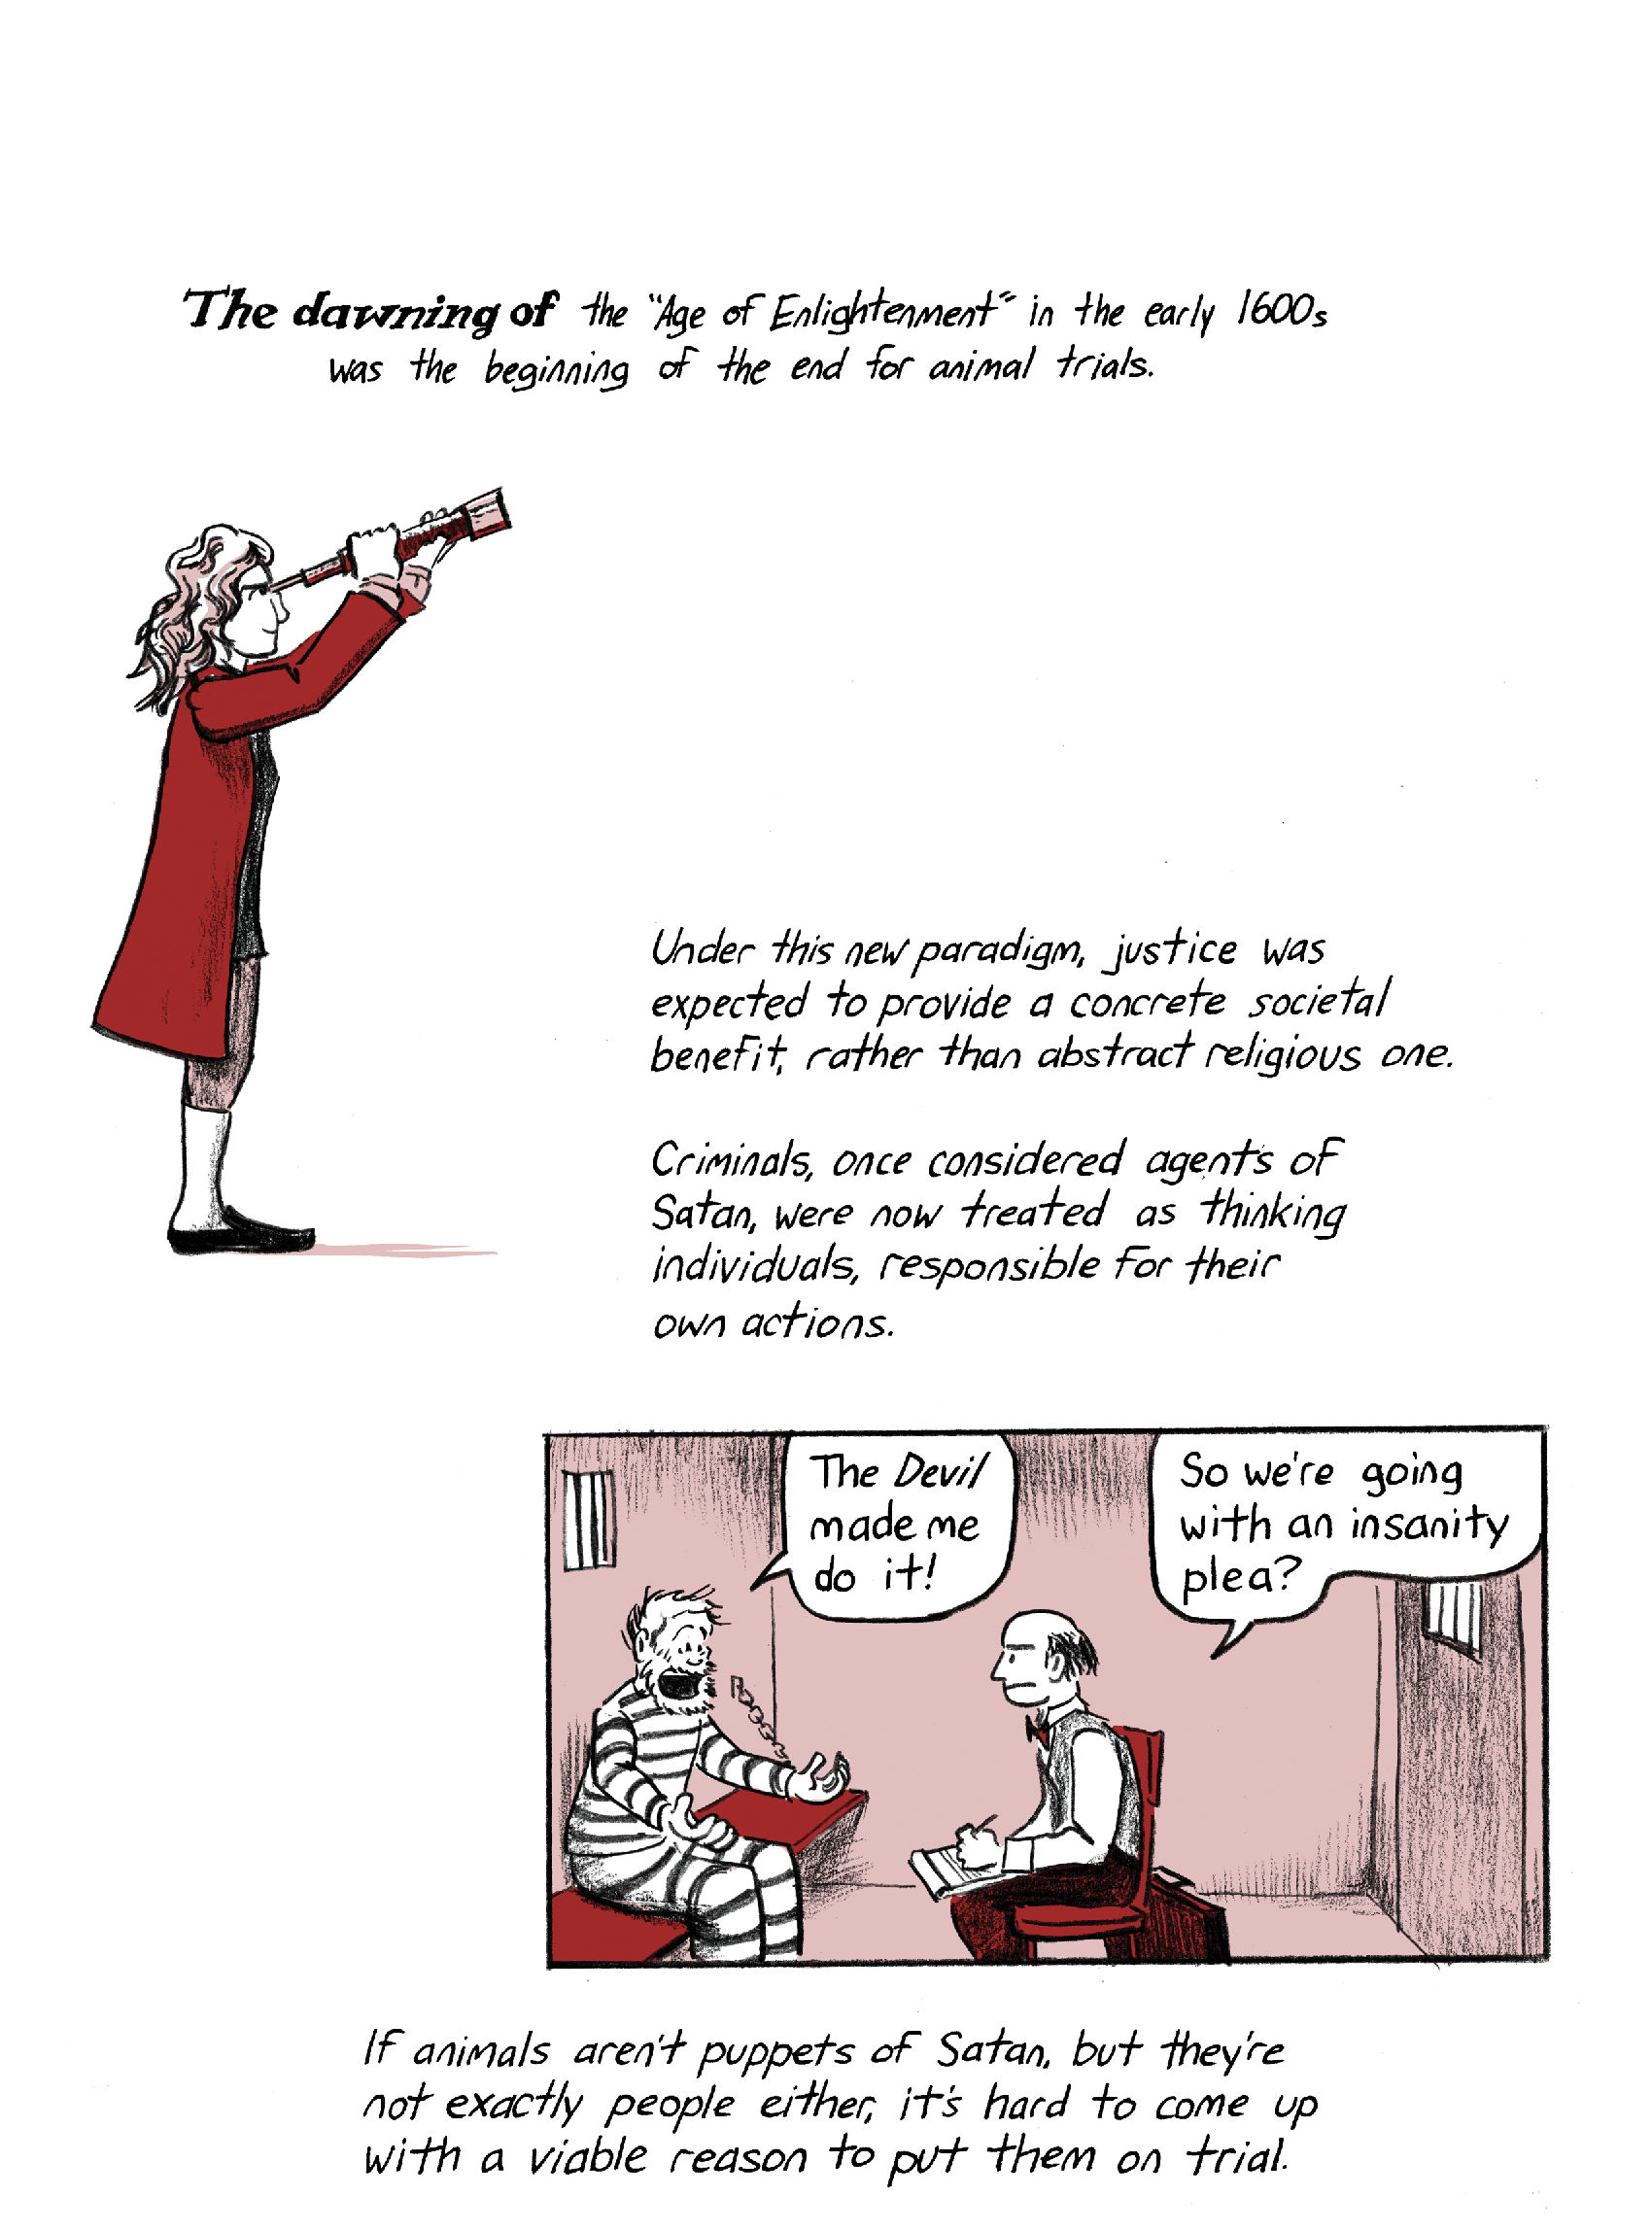 The dawning of the "Age of Enlightenment" in the early 1600s
was the beginning of the end for animal trials.
Under this new paradigm, justice was
expected to provide a concrete societal
benefit, rather than abstract religious one.
Criminals, once considered agents of
Satan, were now treated as thinking
individuals, responsible for their
own actions.
The Devil
made me
do it!
So we're going
with an insanity
plea?
If animals aren't puppets of Satan, but they're
not exactly people either, it's hard to come up
with a viable reason to put them on trial.